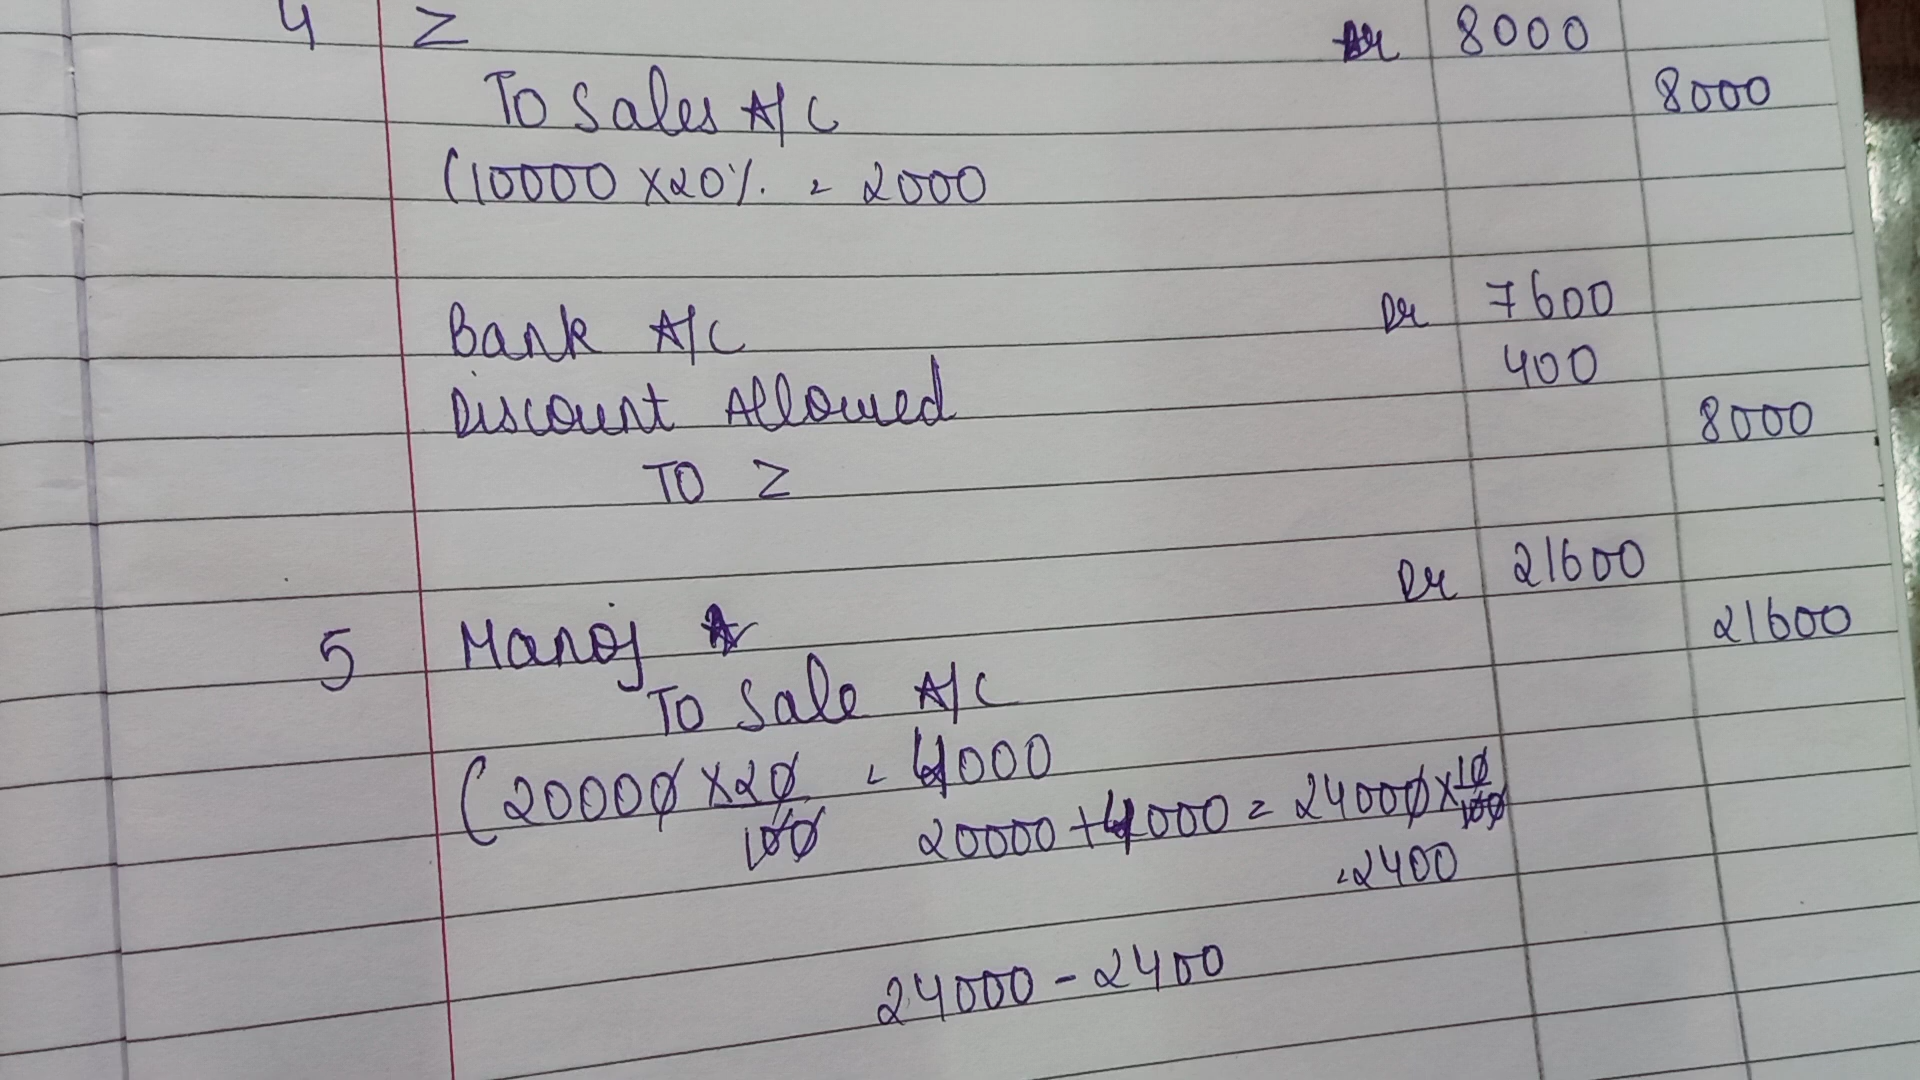 4 Z Dr 8000
To Sales A/C 8000
(10000 x20% = 2000
Bank A/C Dr 7600
Discount Allowed 400
TO Z 8000
5 Manoj Dr 21600
To Sale A/C 21600
(20000 x 20/100 = 4000
20000+4000 = 24000 x 10/100
=2400
24000-2400